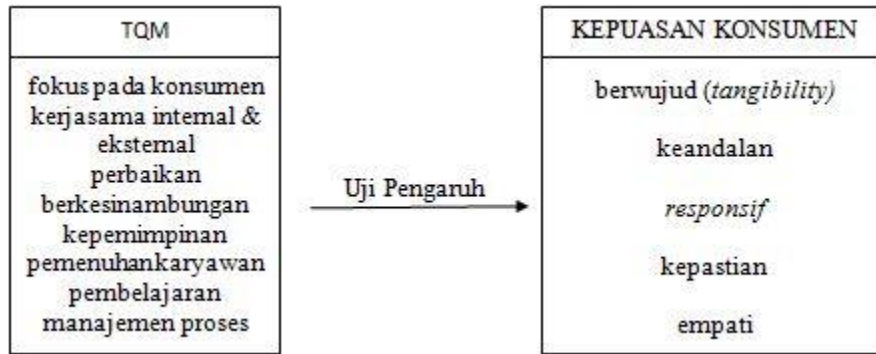 TQM
fokus pada konsumen
kerjasama internal &
eksternal
perbaikan
berkesinambungan
kepemimpinan
pemenuhankaryawan
pembelajaran
manajemen proses
Uji Pengaruh
KEPUASAN KONSUMEN
berwujud (tangibility)
keandalan
responsif
kepastian
empati